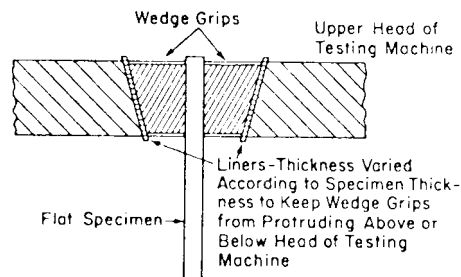 Wedge Grips
Upper Head of
Testing Machine
Liners-Thickness Varied
According to Specimen Thick-
ness to Keep Wedge Grips
from Protruding Above or
Below Head of Testing
Machine
Flat Specimen